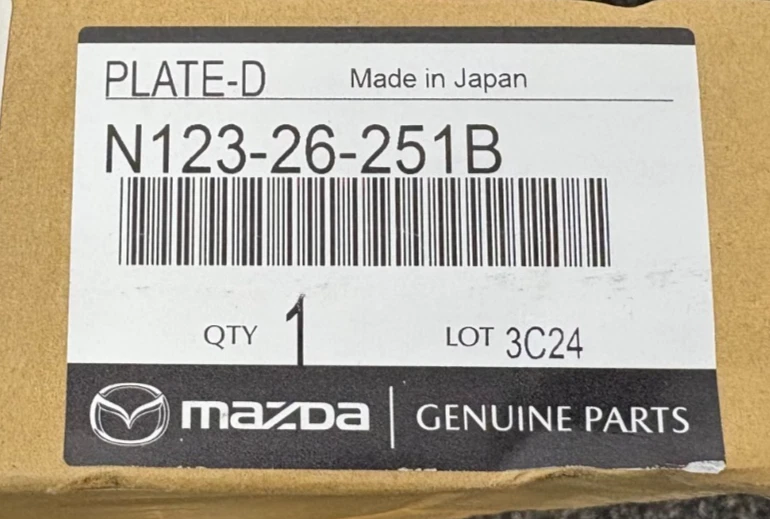 PLATE-D Made in Japan
N123-26-251B
QTY 1 LOT 3C24
mazda GENUINE PARTS